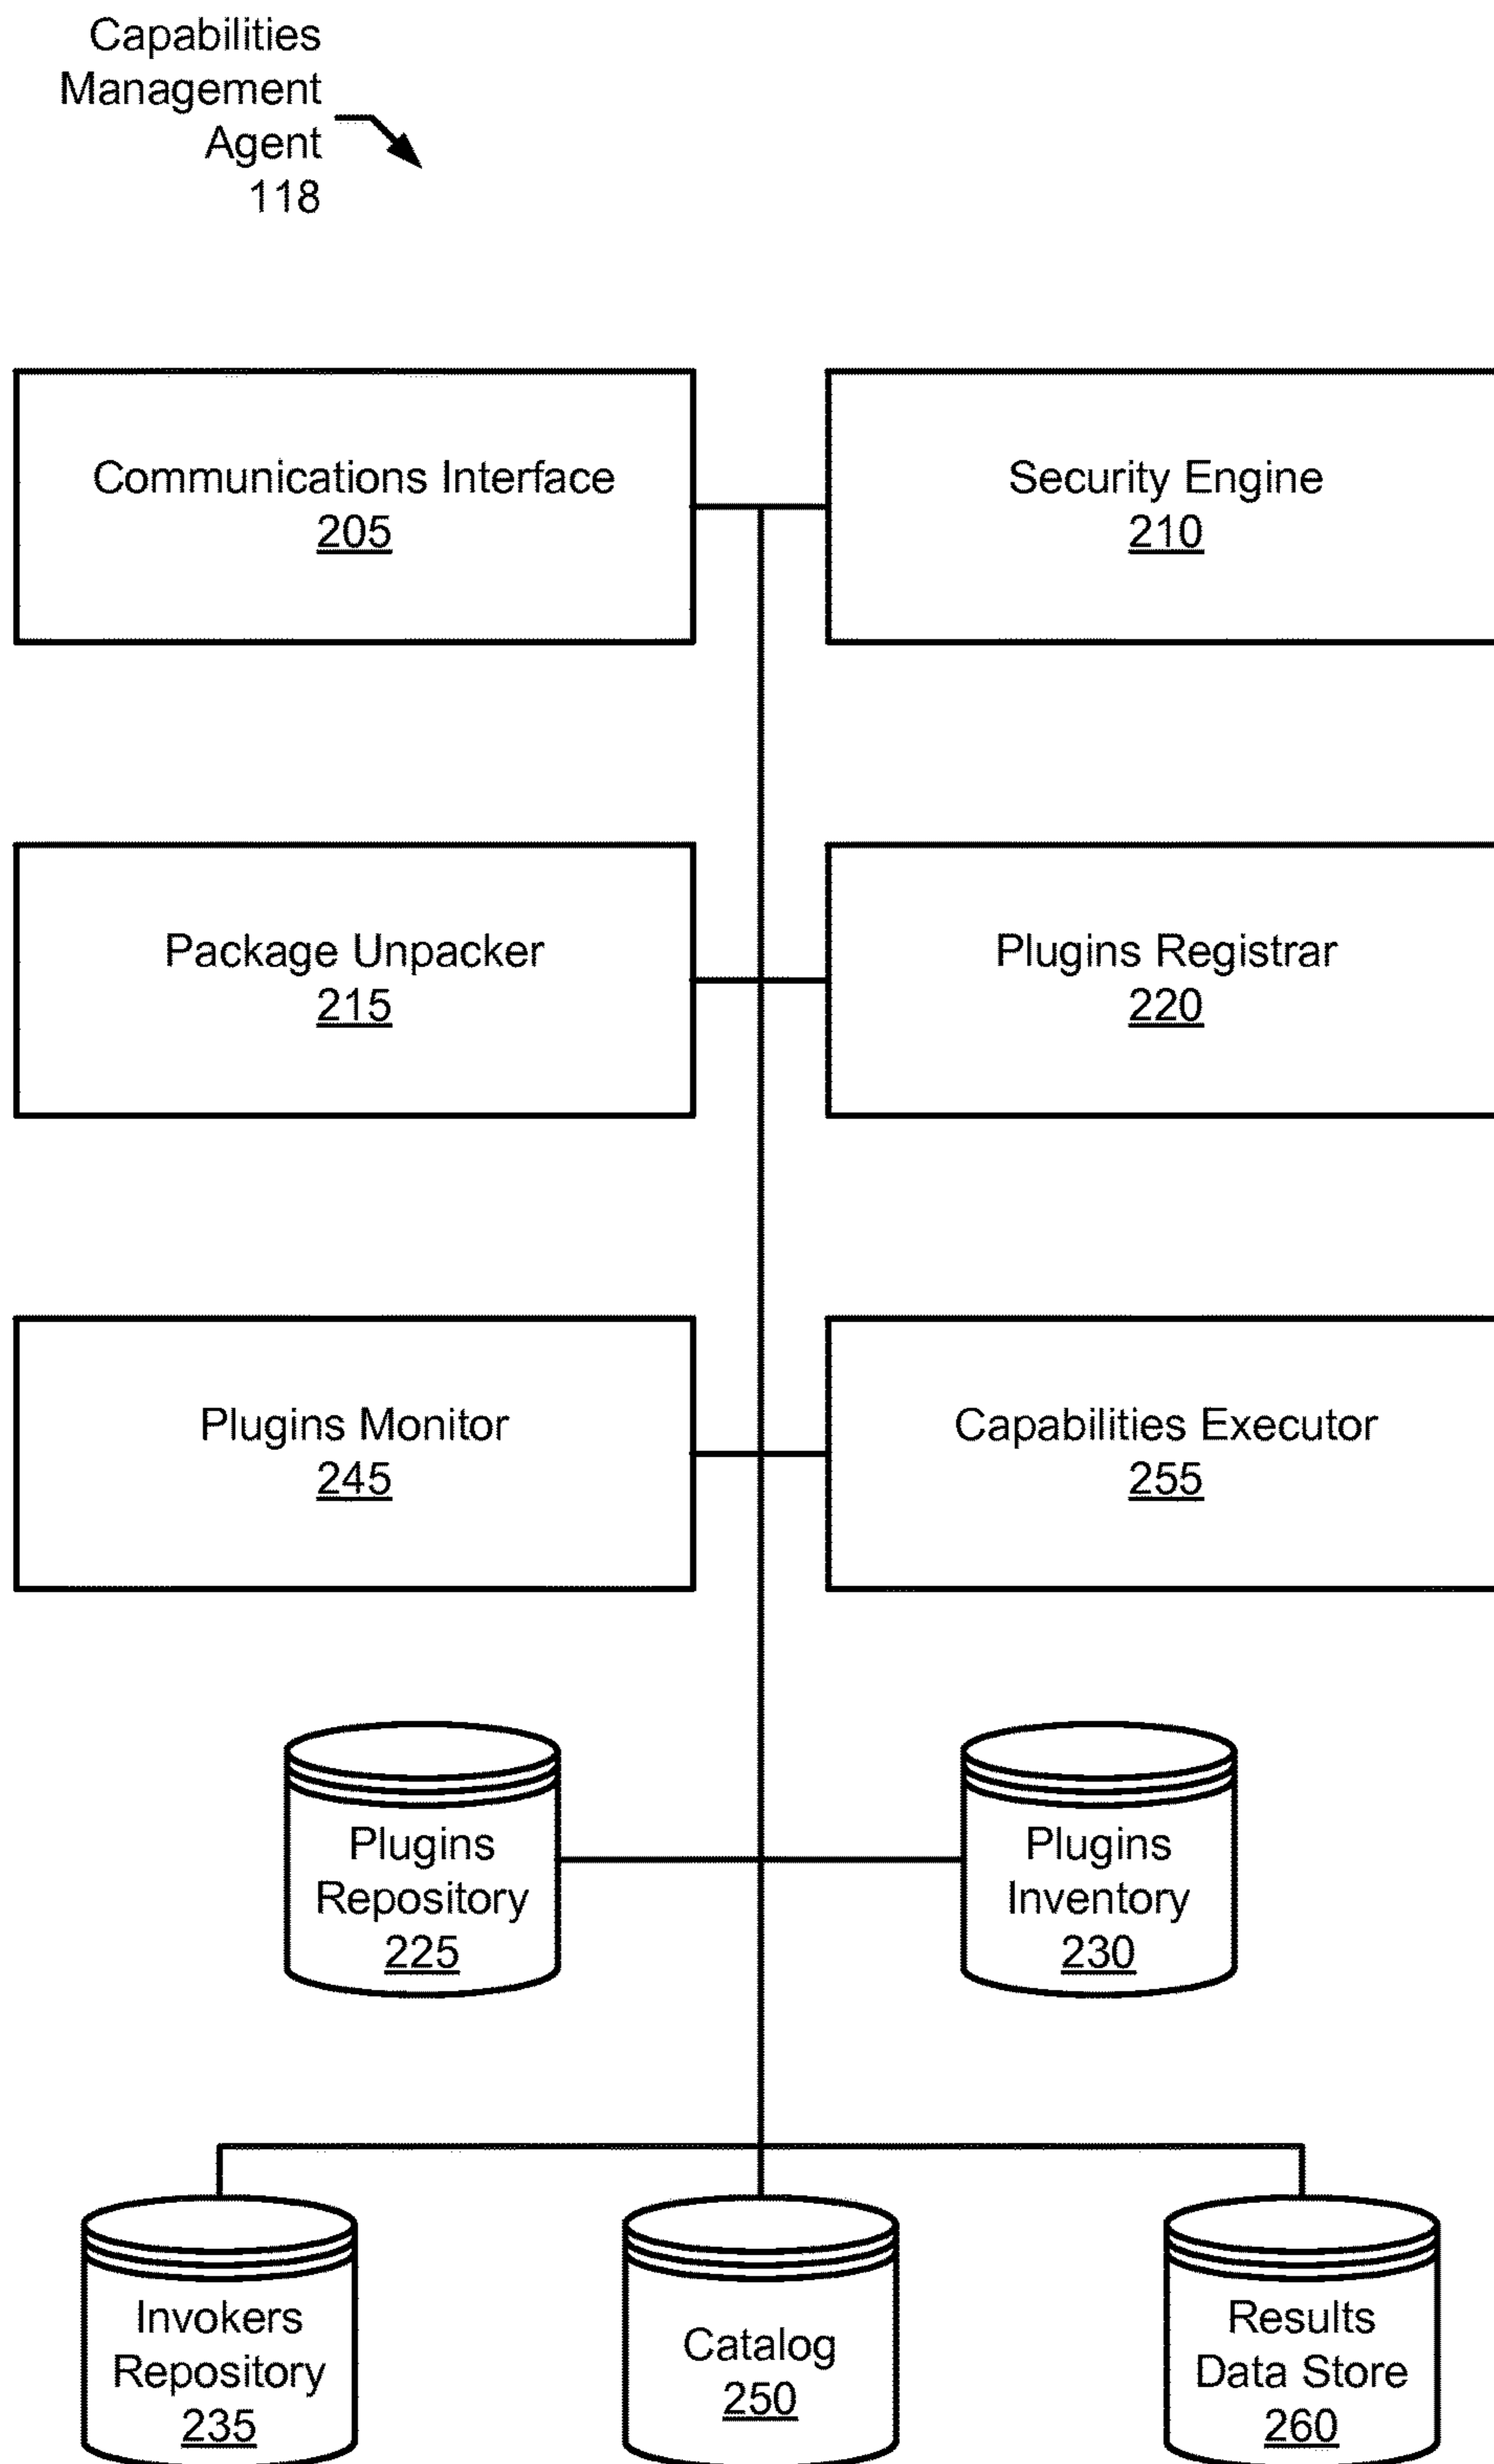 Capabilities
Management
Agent
118
Communications Interface
205
Security Engine
210
Package Unpacker
215
Plugins Registrar
220
Plugins Monitor
245
Capabilities Executor
255
Plugins
Repository
225
Plugins
Inventory
230
Invokers
Repository
235
Catalog
250
Results
Data Store
260